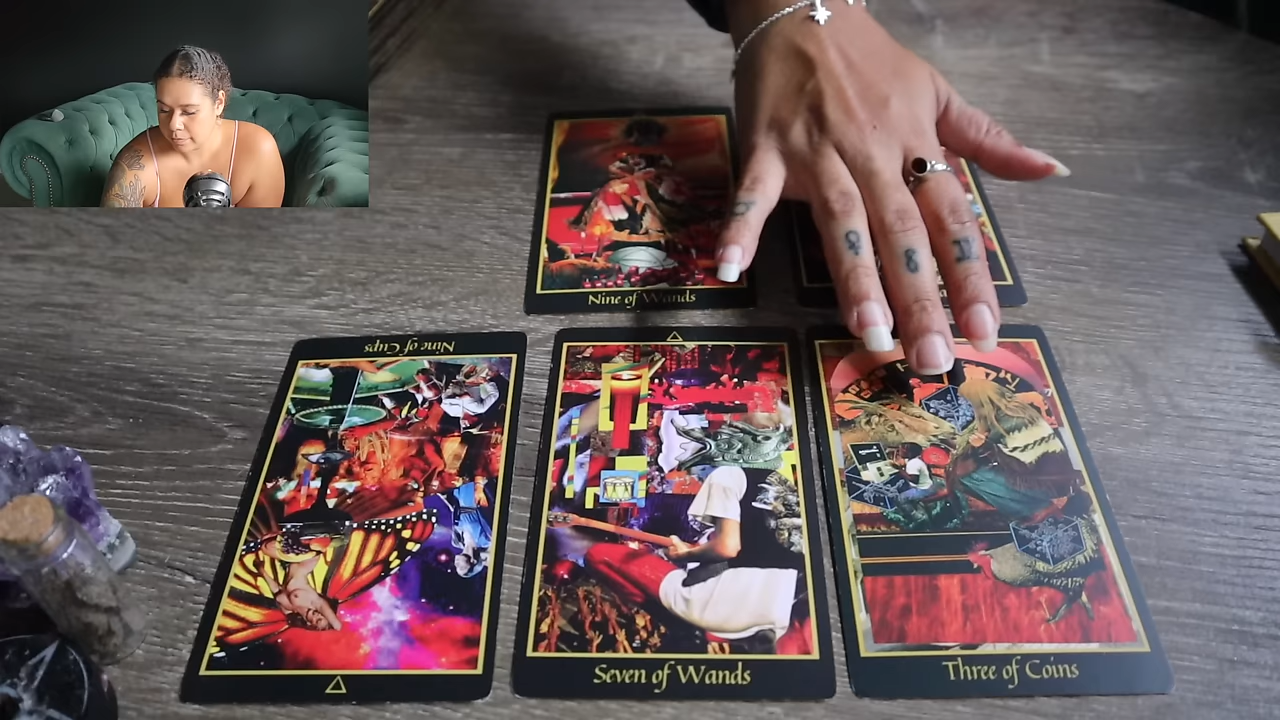 Nine of Wands
Nine of Cups
Seven of Wands
Three of Coins